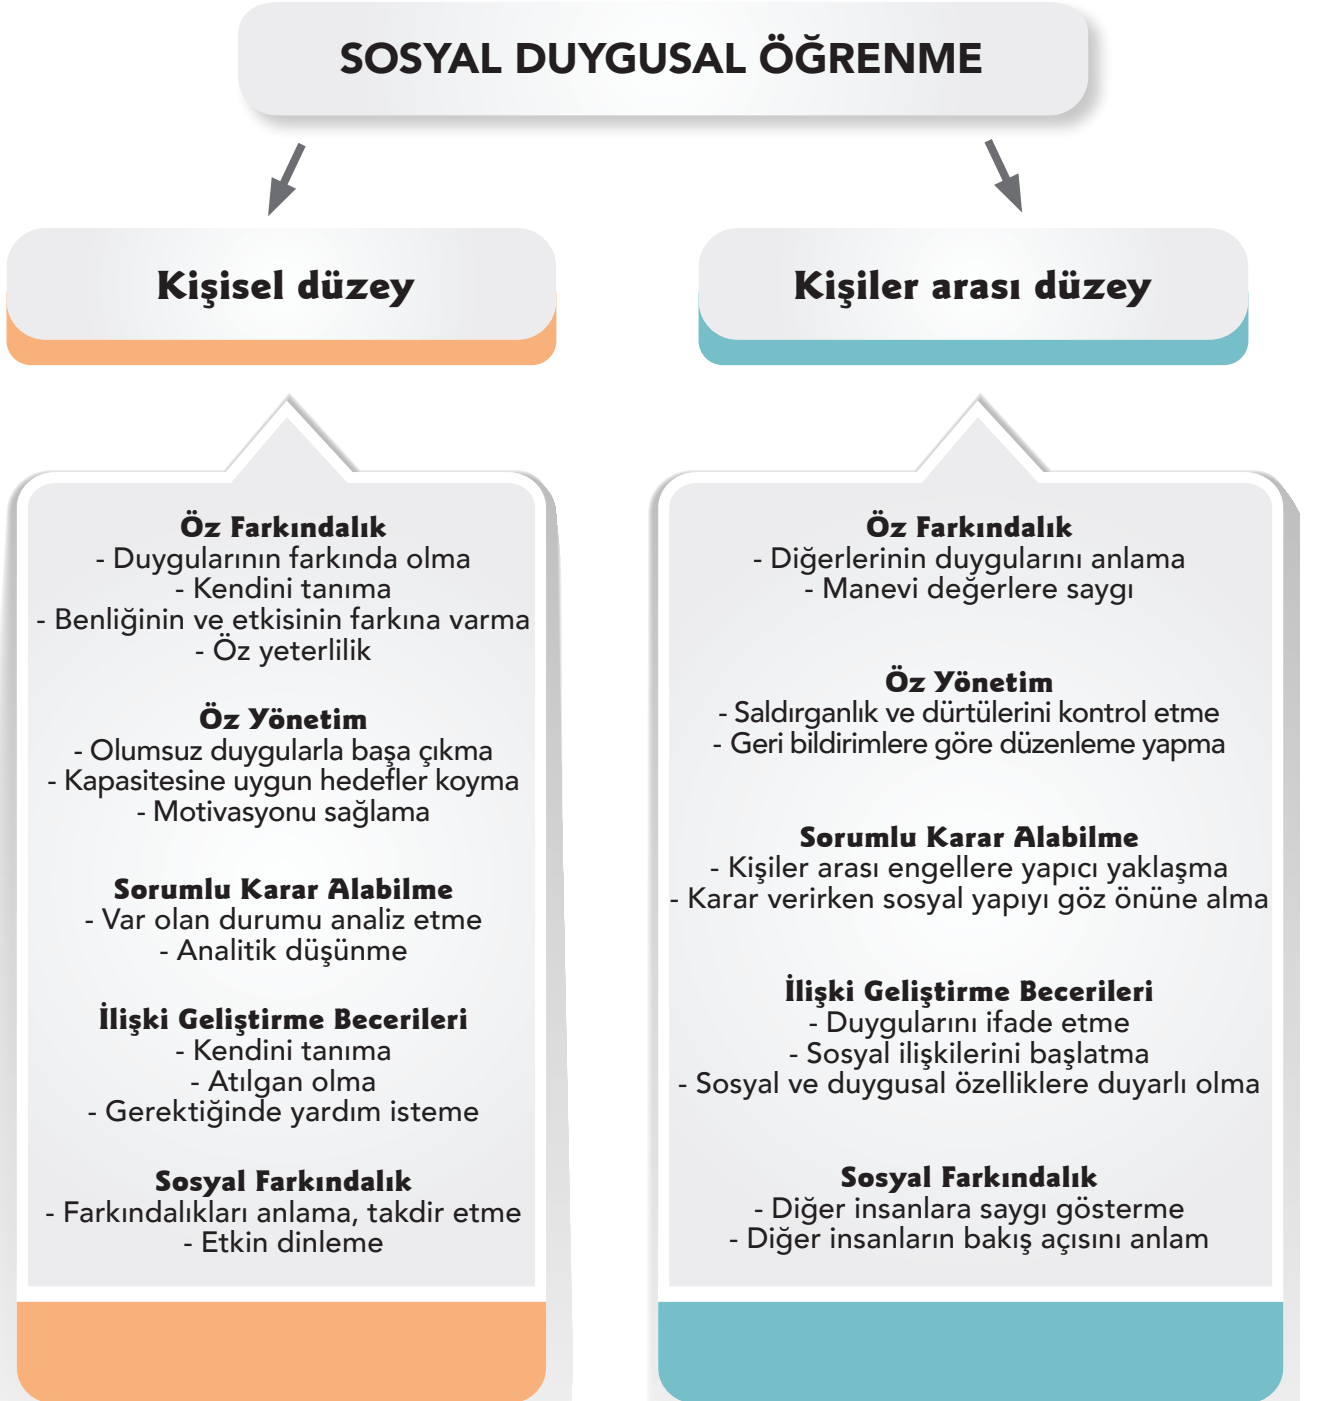 SOSYAL DUYGUSAL ÖĞRENME
Kişisel düzey
Öz Farkındalık
- Duygularının farkında olma
- Kendini tanıma
- Benliğinin ve etkisinin farkına varma
- Öz yeterlilik
Öz Yönetim
- Olumsuz duygularla başa çıkma
- Kapasitesine uygun hedefler koyma
- Motivasyonu sağlama
Sorumlu Karar Alabilme
- Var olan durumu analiz etme
- Analitik düşünme
İlişki Geliştirme Becerileri
- Kendini tanıma
- Atılgan olma
- Gerektiğinde yardım isteme
Sosyal Farkındalık
- Farkındalıkları anlama, takdir etme
- Etkin dinleme
Kişiler arası düzey
Öz Farkındalık
- Diğerlerinin duygularını anlama
- Manevi değerlere saygı
Öz Yönetim
- Saldırganlık ve dürtülerini kontrol etme
- Geri bildirimlere göre düzenleme yapma
Sorumlu Karar Alabilme
- Kişiler arası engellere yapıcı yaklaşma
- Karar verirken sosyal yapıyı göz önüne alma
İlişki Geliştirme Becerileri
- Duygularını ifade etme
- Sosyal ilişkilerini başlatma
- Sosyal ve duygusal özelliklere duyarlı olma
Sosyal Farkındalık
- Diğer insanlara saygı gösterme
- Diğer insanların bakış açısını anlam